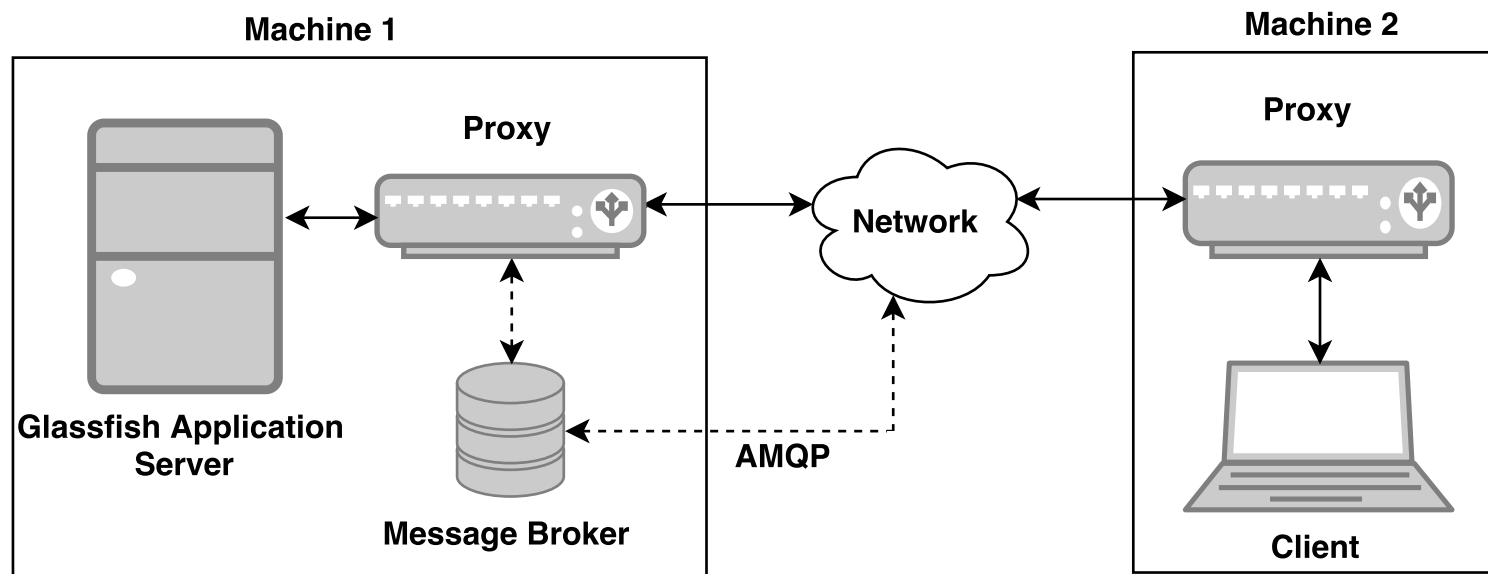 Machine 1
Machine 2
Proxy
Proxy
Network
Glassfish Application
Server
AMQP
Message Broker
Client